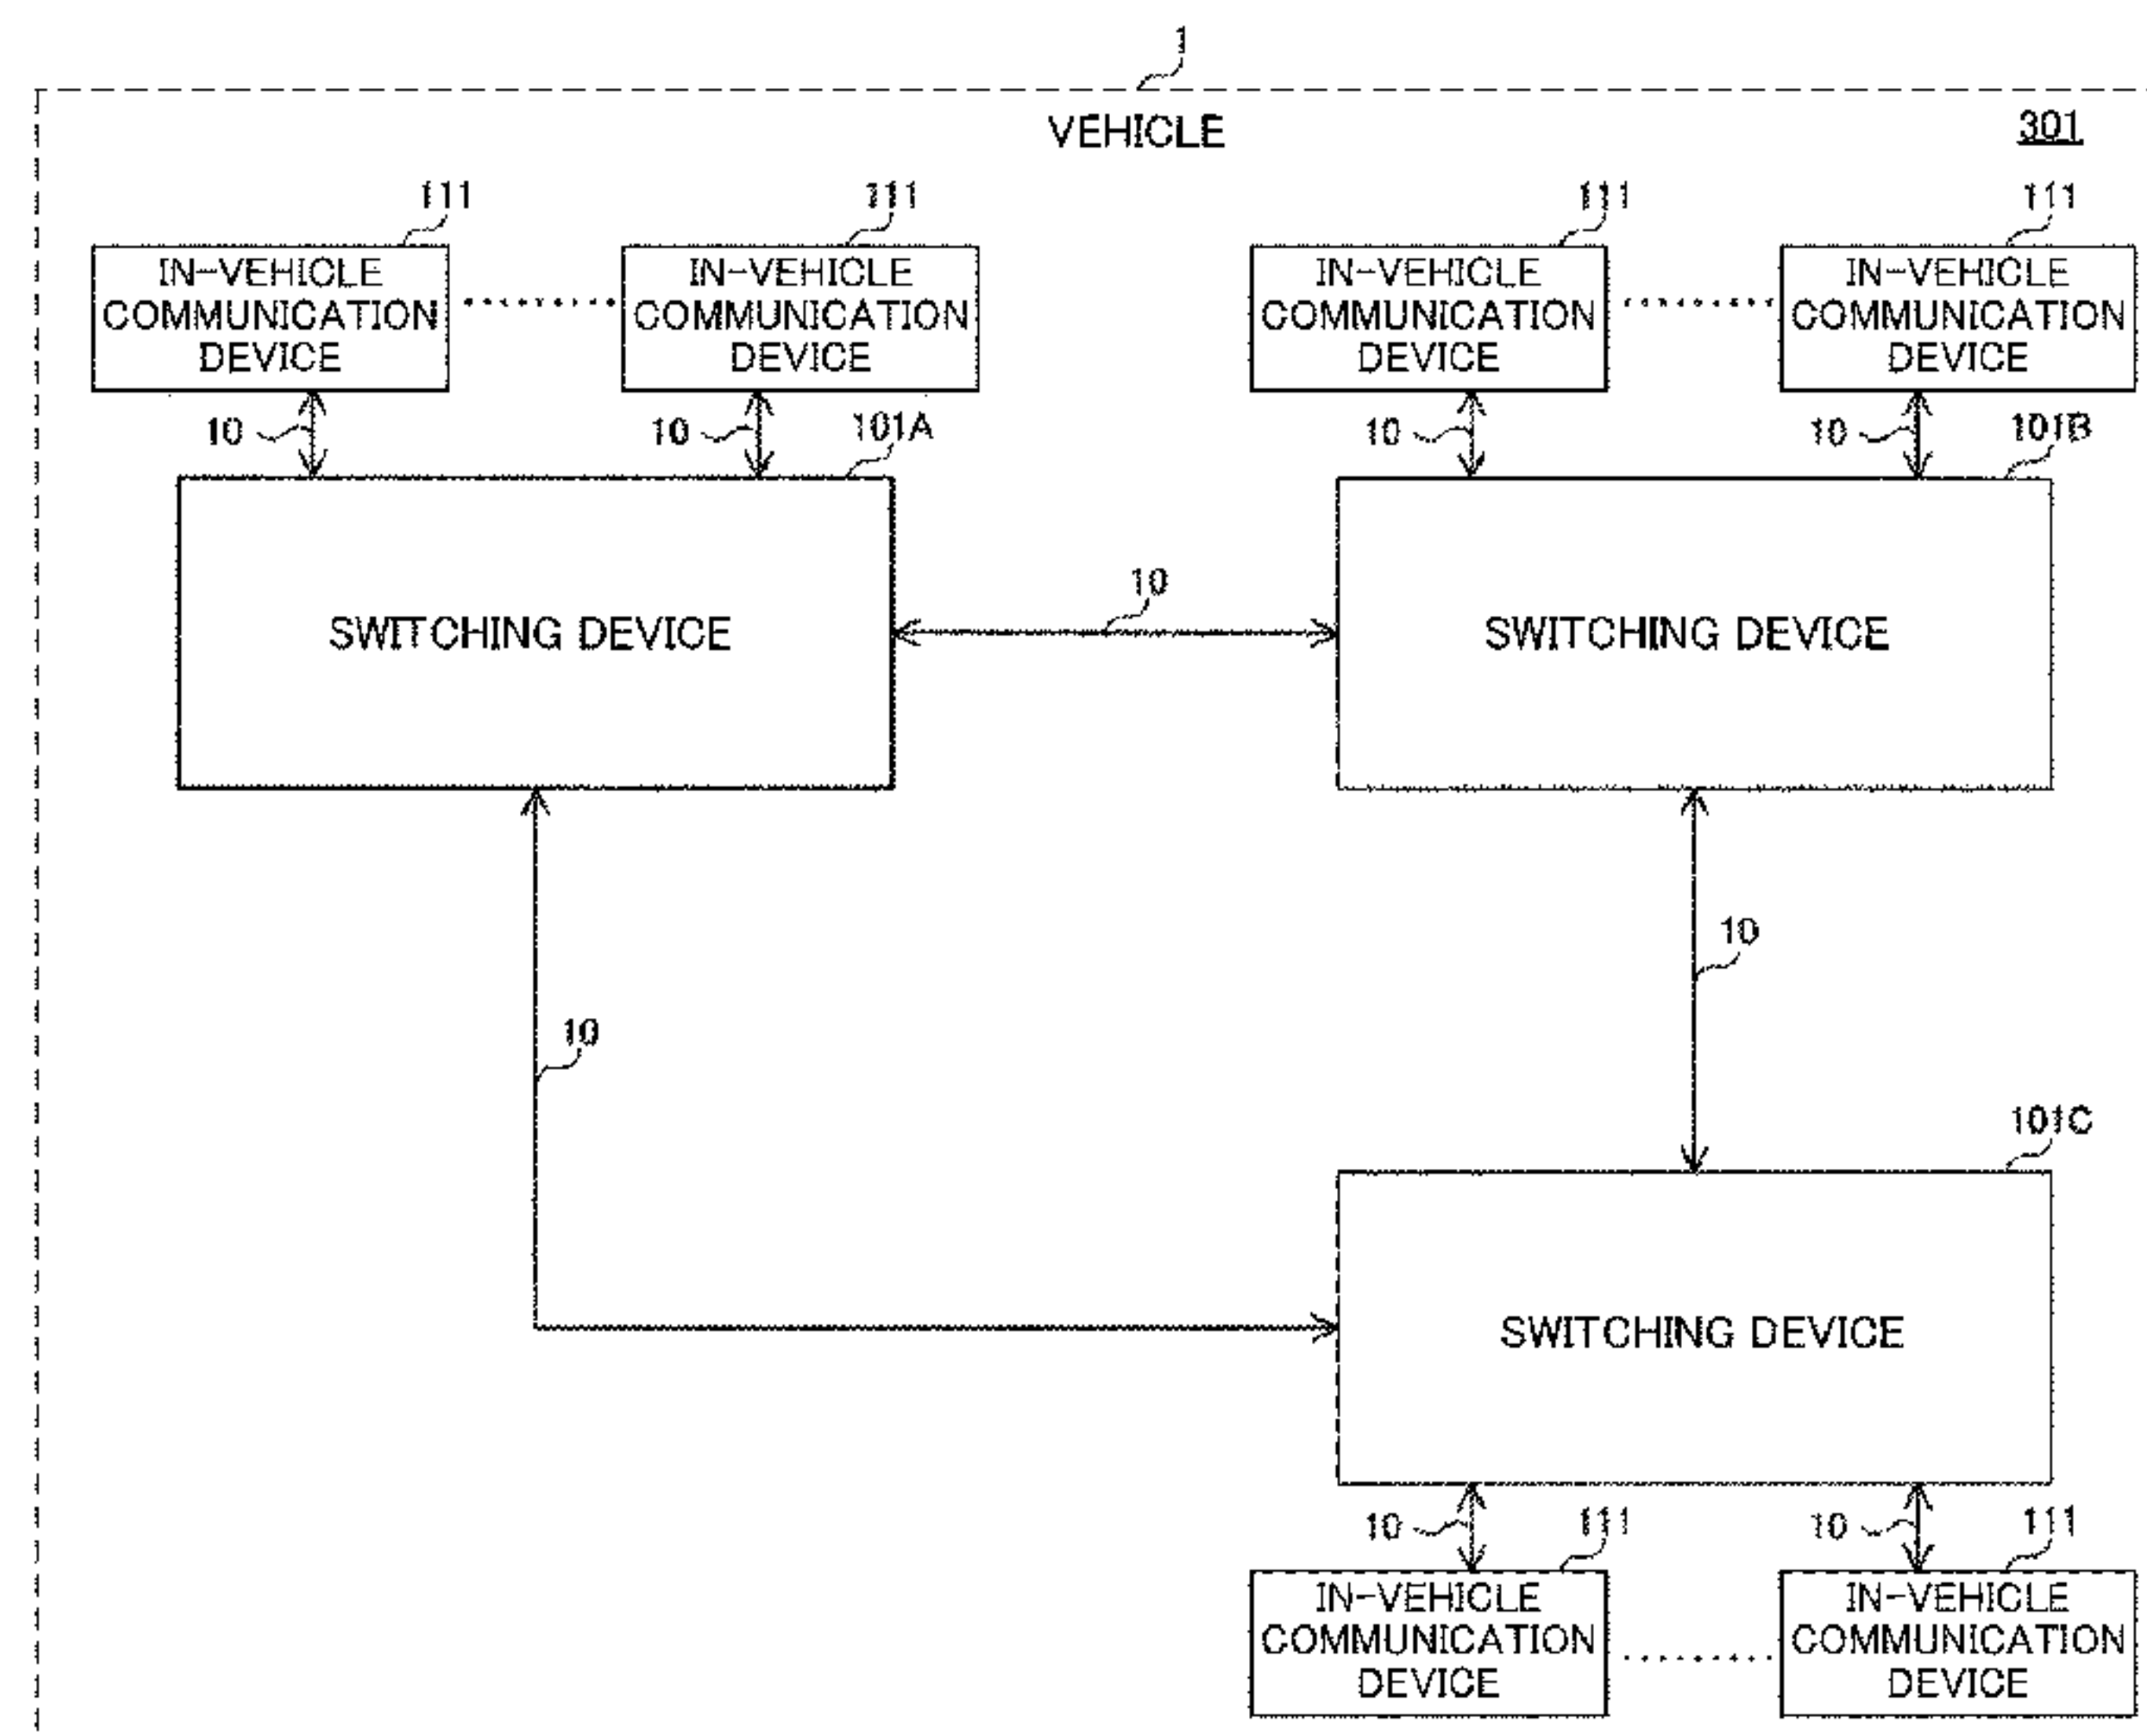 1
VEHICLE
301
111
111
111
111
IN-VEHICLE
COMMUNICATION
DEVICE
IN-VEHICLE
COMMUNICATION
DEVICE
IN-VEHICLE
COMMUNICATION
DEVICE
IN-VEHICLE
COMMUNICATION
DEVICE
10
10
101A
10
10
101B
SWITCHING DEVICE
10
SWITCHING DEVICE
10
10
101C
SWITCHING DEVICE
10
111
10
111
IN-VEHICLE
COMMUNICATION
DEVICE
IN-VEHICLE
COMMUNICATION
DEVICE